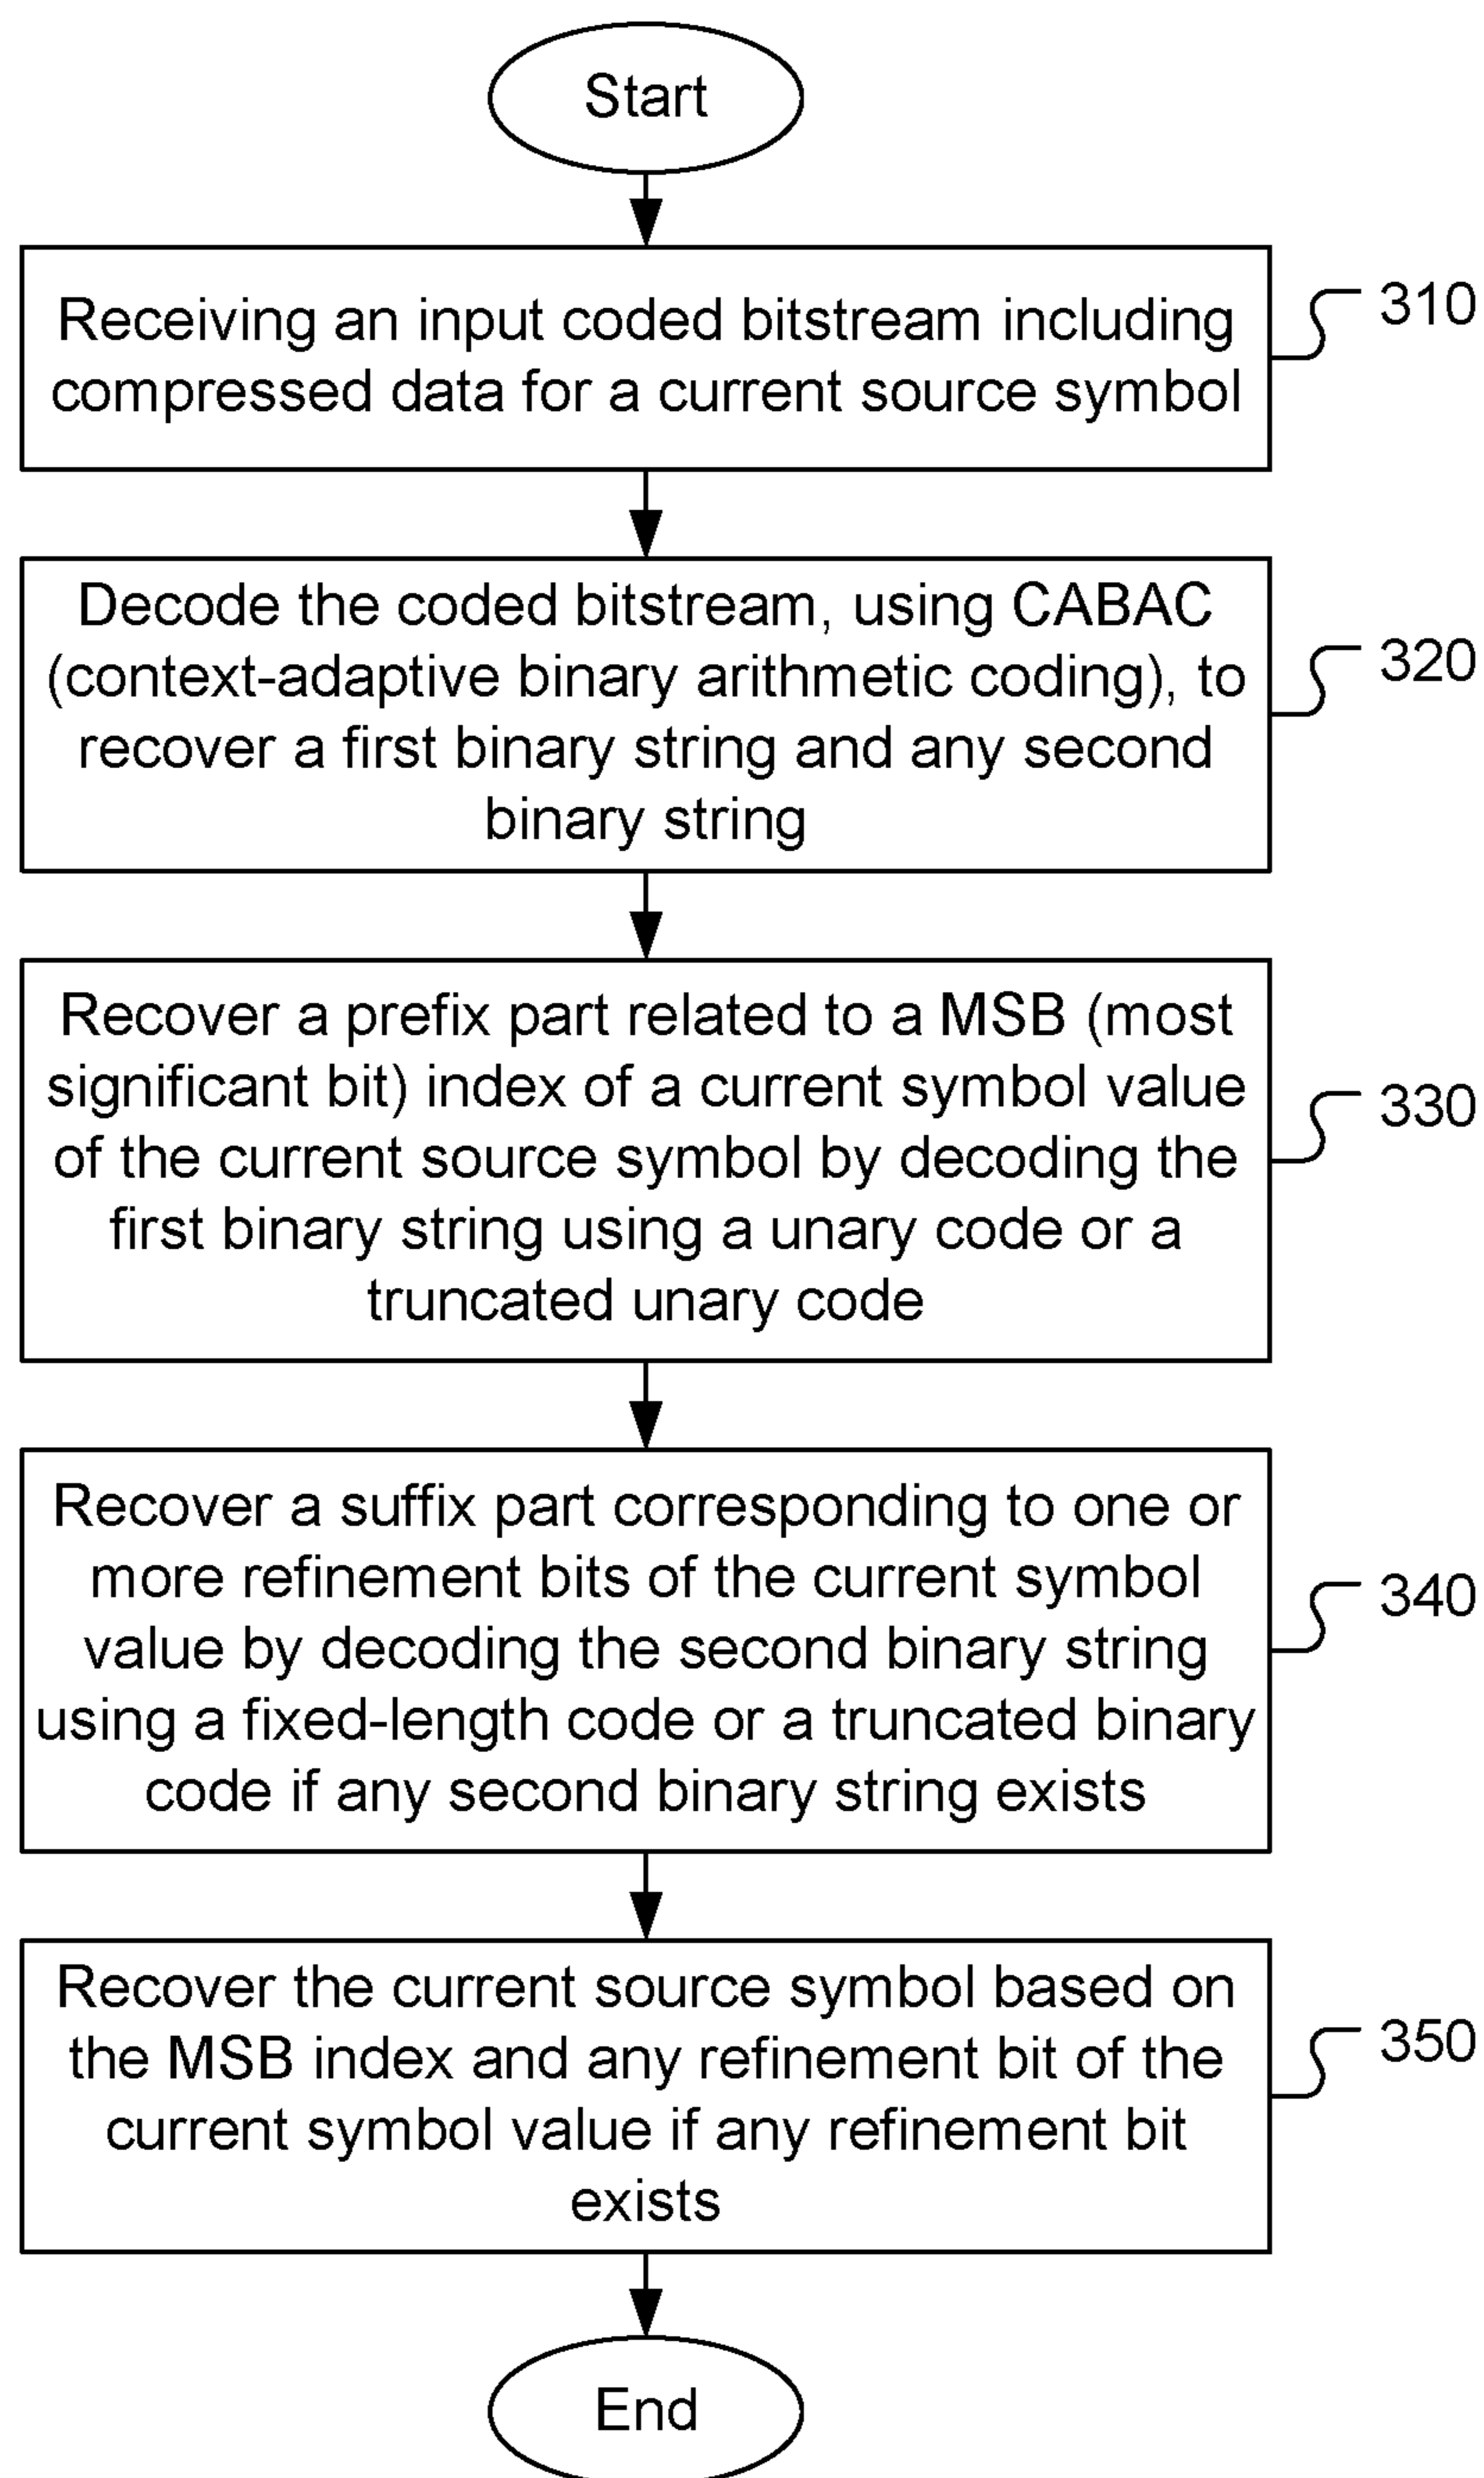 Start
Receiving an input coded bitstream including
compressed data for a current source symbol
310
Decode the coded bitstream, using CABAC
(context-adaptive binary arithmetic coding), to
recover a first binary string and any second
binary string
320
Recover a prefix part related to a MSB (most
significant bit) index of a current symbol value
of the current source symbol by decoding the
first binary string using a unary code or a
truncated unary code
330
Recover a suffix part corresponding to one or
more refinement bits of the current symbol
value by decoding the second binary string
using a fixed-length code or a truncated binary
code if any second binary string exists
340
Recover the current source symbol based on
the MSB index and any refinement bit of the
current symbol value if any refinement bit
exists
350
End